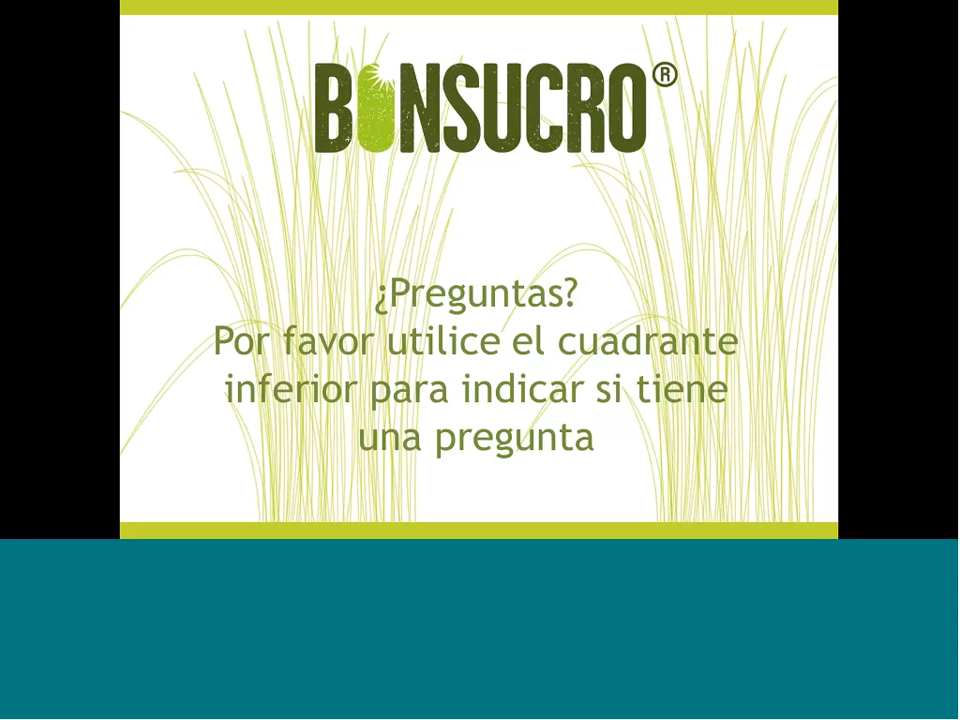 BONSUCRO®
¿Preguntas?
Por favor utilice el cuadrante
inferior para indicar si tiene
una pregunta